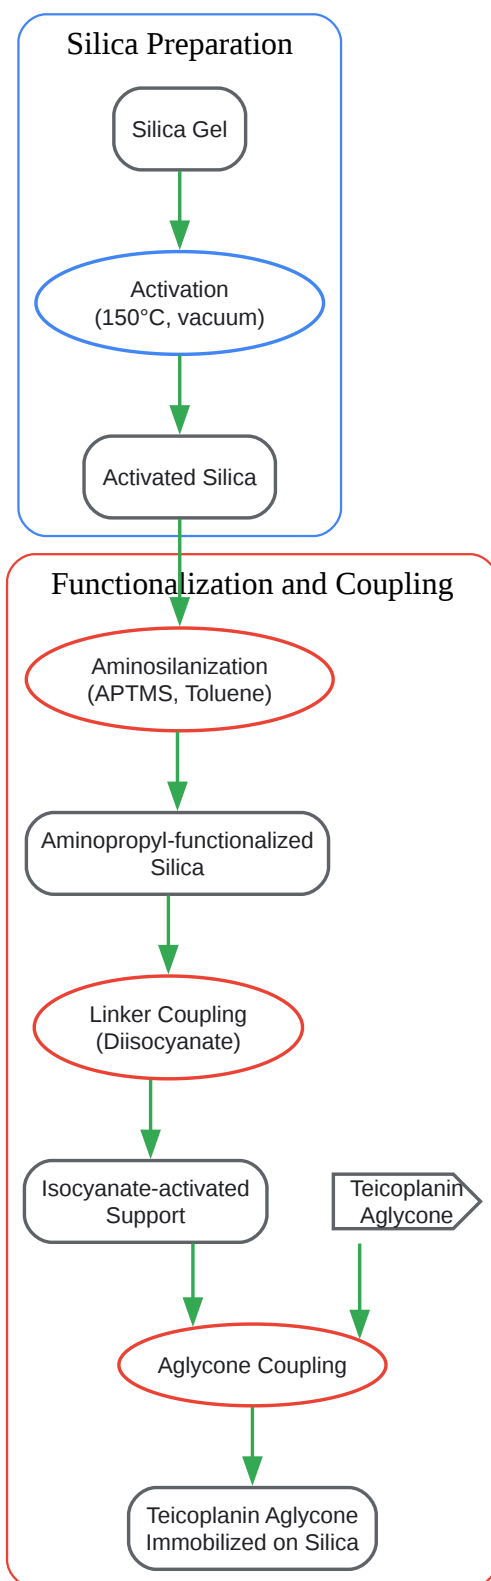 Silica Preparation
Silica Gel
Activation
(150°C, vacuum)
Activated Silica
Functionalization and Coupling
Aminosilanization
(APTMS, Toluene)
Aminopropyl-functionalized
Silica
Linker Coupling
(Diisocyanate)
Isocyanate-activated
Support
Teicoplanin
Aglycone
Aglycone Coupling
Teicoplanin Aglycone
Immobilized on Silica